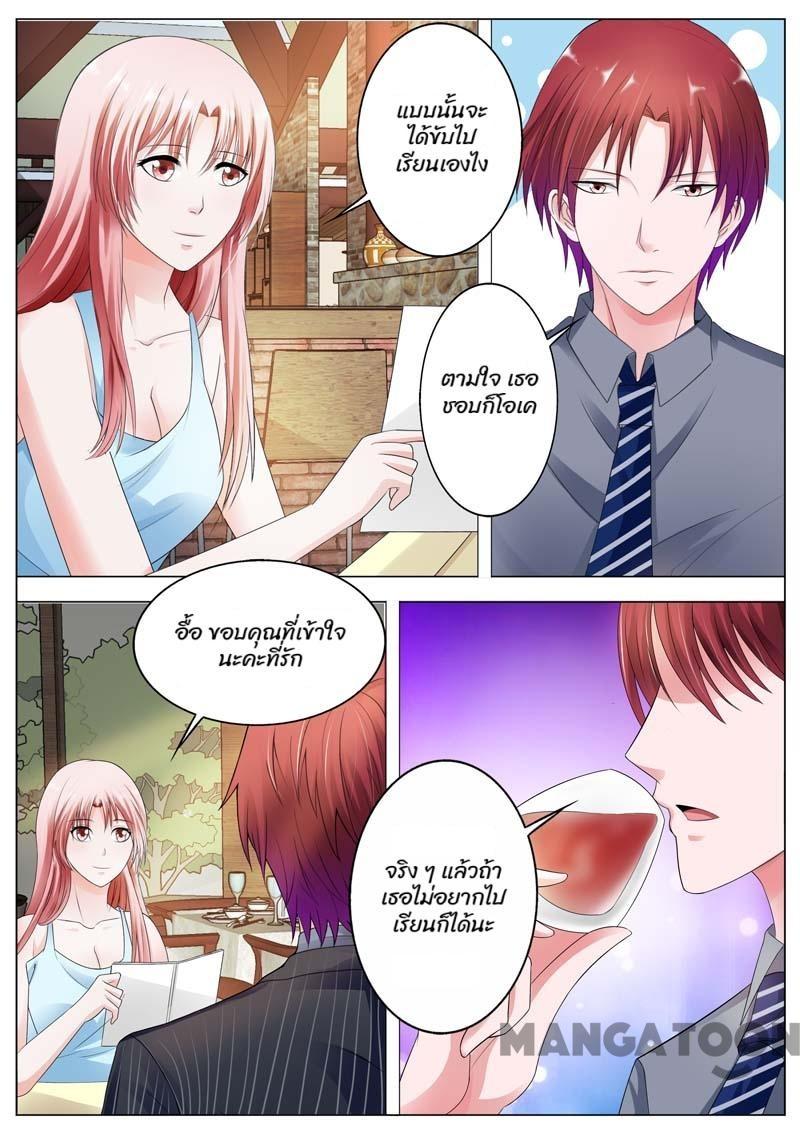 แบบนั้นจะ
ได้ขับไป
เรียนเองไง
ตามใจ เธอ
ชอบก็โอเค
อื้อ ขอบคุณที่เข้าใจ
นะคะที่รัก
จริง ๆ แล้วถ้า
เธอไม่อยากไป
เรียนก็ได้นะ
MANGATOON